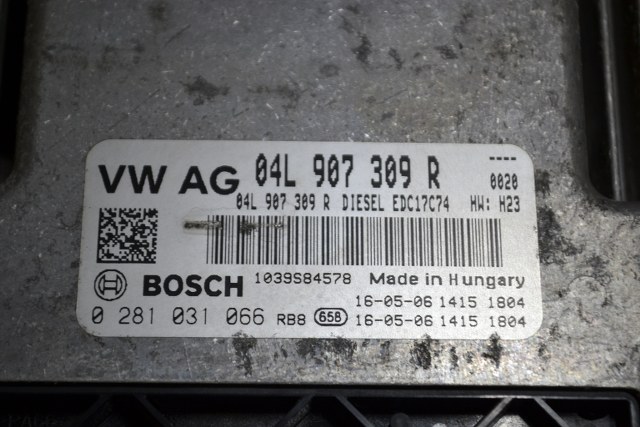 VW AG 04L 907 309 R ----
0020
04L 907 309 R DIESEL EDC17C74 HW: H23
BOSCH 1039S84578 Made in Hungary
16-05-06 1415 1804
0 281 031 066 RB8 658 16-05-06 1415 1804